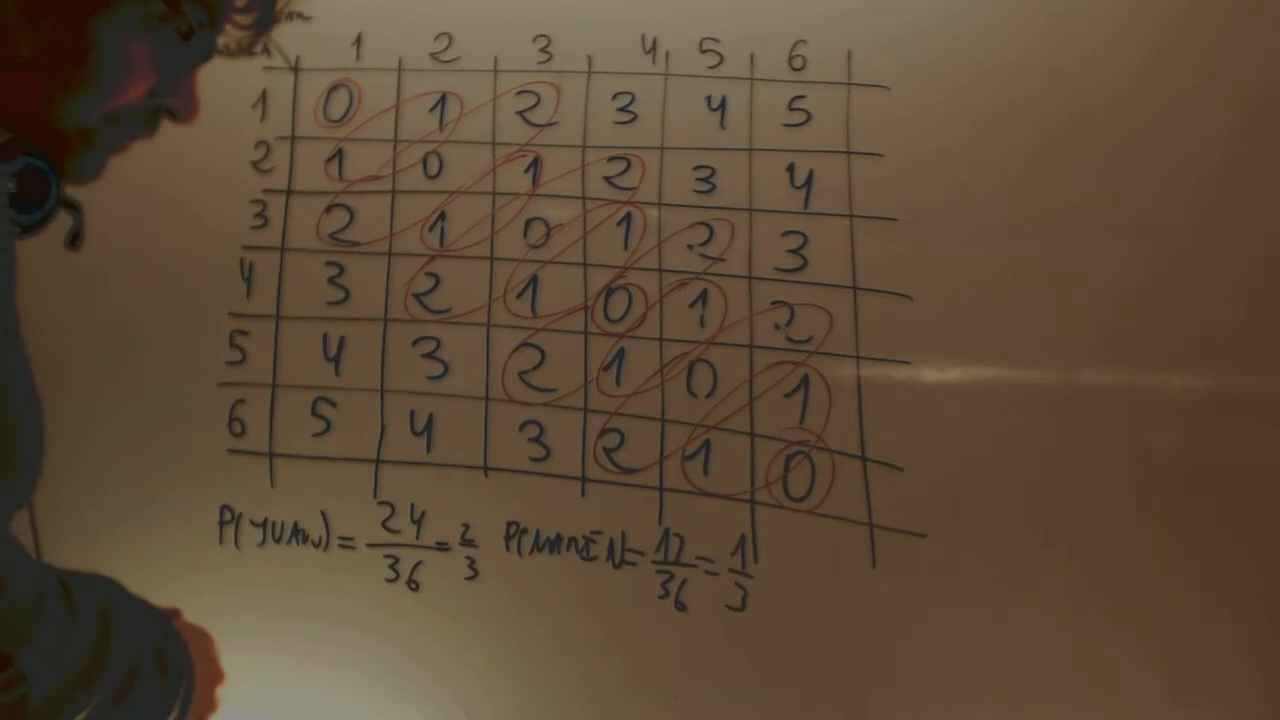 1 2 3 4 5 6
1 0 1 2 3 4 5
2 1 0 1 2 3 4
3 2 1 0 1 2 3
4 3 2 1 0 1 2
5 4 3 2 1 0 1
6 5 4 3 2 1 0
P(YUAN) = 24/36 = 2/3 P(MAREN = 12/36 = 1/3